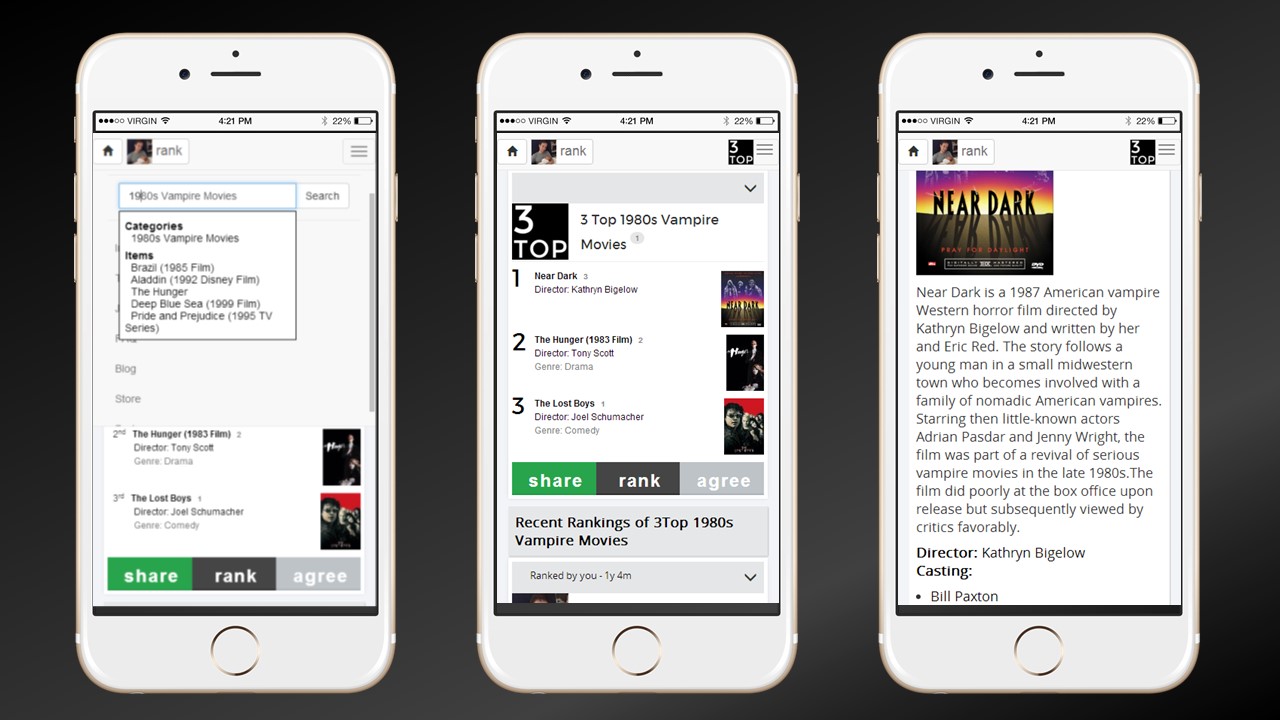 ●●●○○ VIRGIN 4:21 PM 22%
rank
1980s Vampire Movies Search
Categories
1980s Vampire Movies
Items
Brazil (1985 Film)
Aladdin (1992 Disney Film)
The Hunger
Deep Blue Sea (1999 Film)
Pride and Prejudice (1995 TV
Series)
Blog
Store
2nd The Hunger (1983 Film) 2
Director: Tony Scott
Genre: Drama
3rd The Lost Boys 1
Director: Joel Schumacher
Genre: Comedy
share rank agree
●●●○○ VIRGIN 4:21 PM 22%
rank
3
TOP
3
TOP
3 Top 1980s Vampire
Movies 1
1 Near Dark 3
Director: Kathryn Bigelow
NEAR DARK
2 The Hunger (1983 Film) 2
Director: Tony Scott
Genre: Drama
3 The Lost Boys 1
Director: Joel Schumacher
Genre: Comedy
share rank agree
Recent Rankings of 3Top 1980s
Vampire Movies
Ranked by you - 1y 4m
●●●○○ VIRGIN 4:21 PM 22%
rank
3
TOP
NEAR DARK
PRAY FOR DAYLIGHT
DIGITALLY MASTERED
DVD
Near Dark is a 1987 American vampire
Western horror film directed by
Kathryn Bigelow and written by her
and Eric Red. The story follows a
young man in a small midwestern
town who becomes involved with a
family of nomadic American vampires.
Starring then little-known actors
Adrian Pasdar and Jenny Wright, the
film was part of a revival of serious
vampire movies in the late 1980s.The
film did poorly at the box office upon
release but subsequently viewed by
critics favorably.
Director: Kathryn Bigelow
Casting:
• Bill Paxton